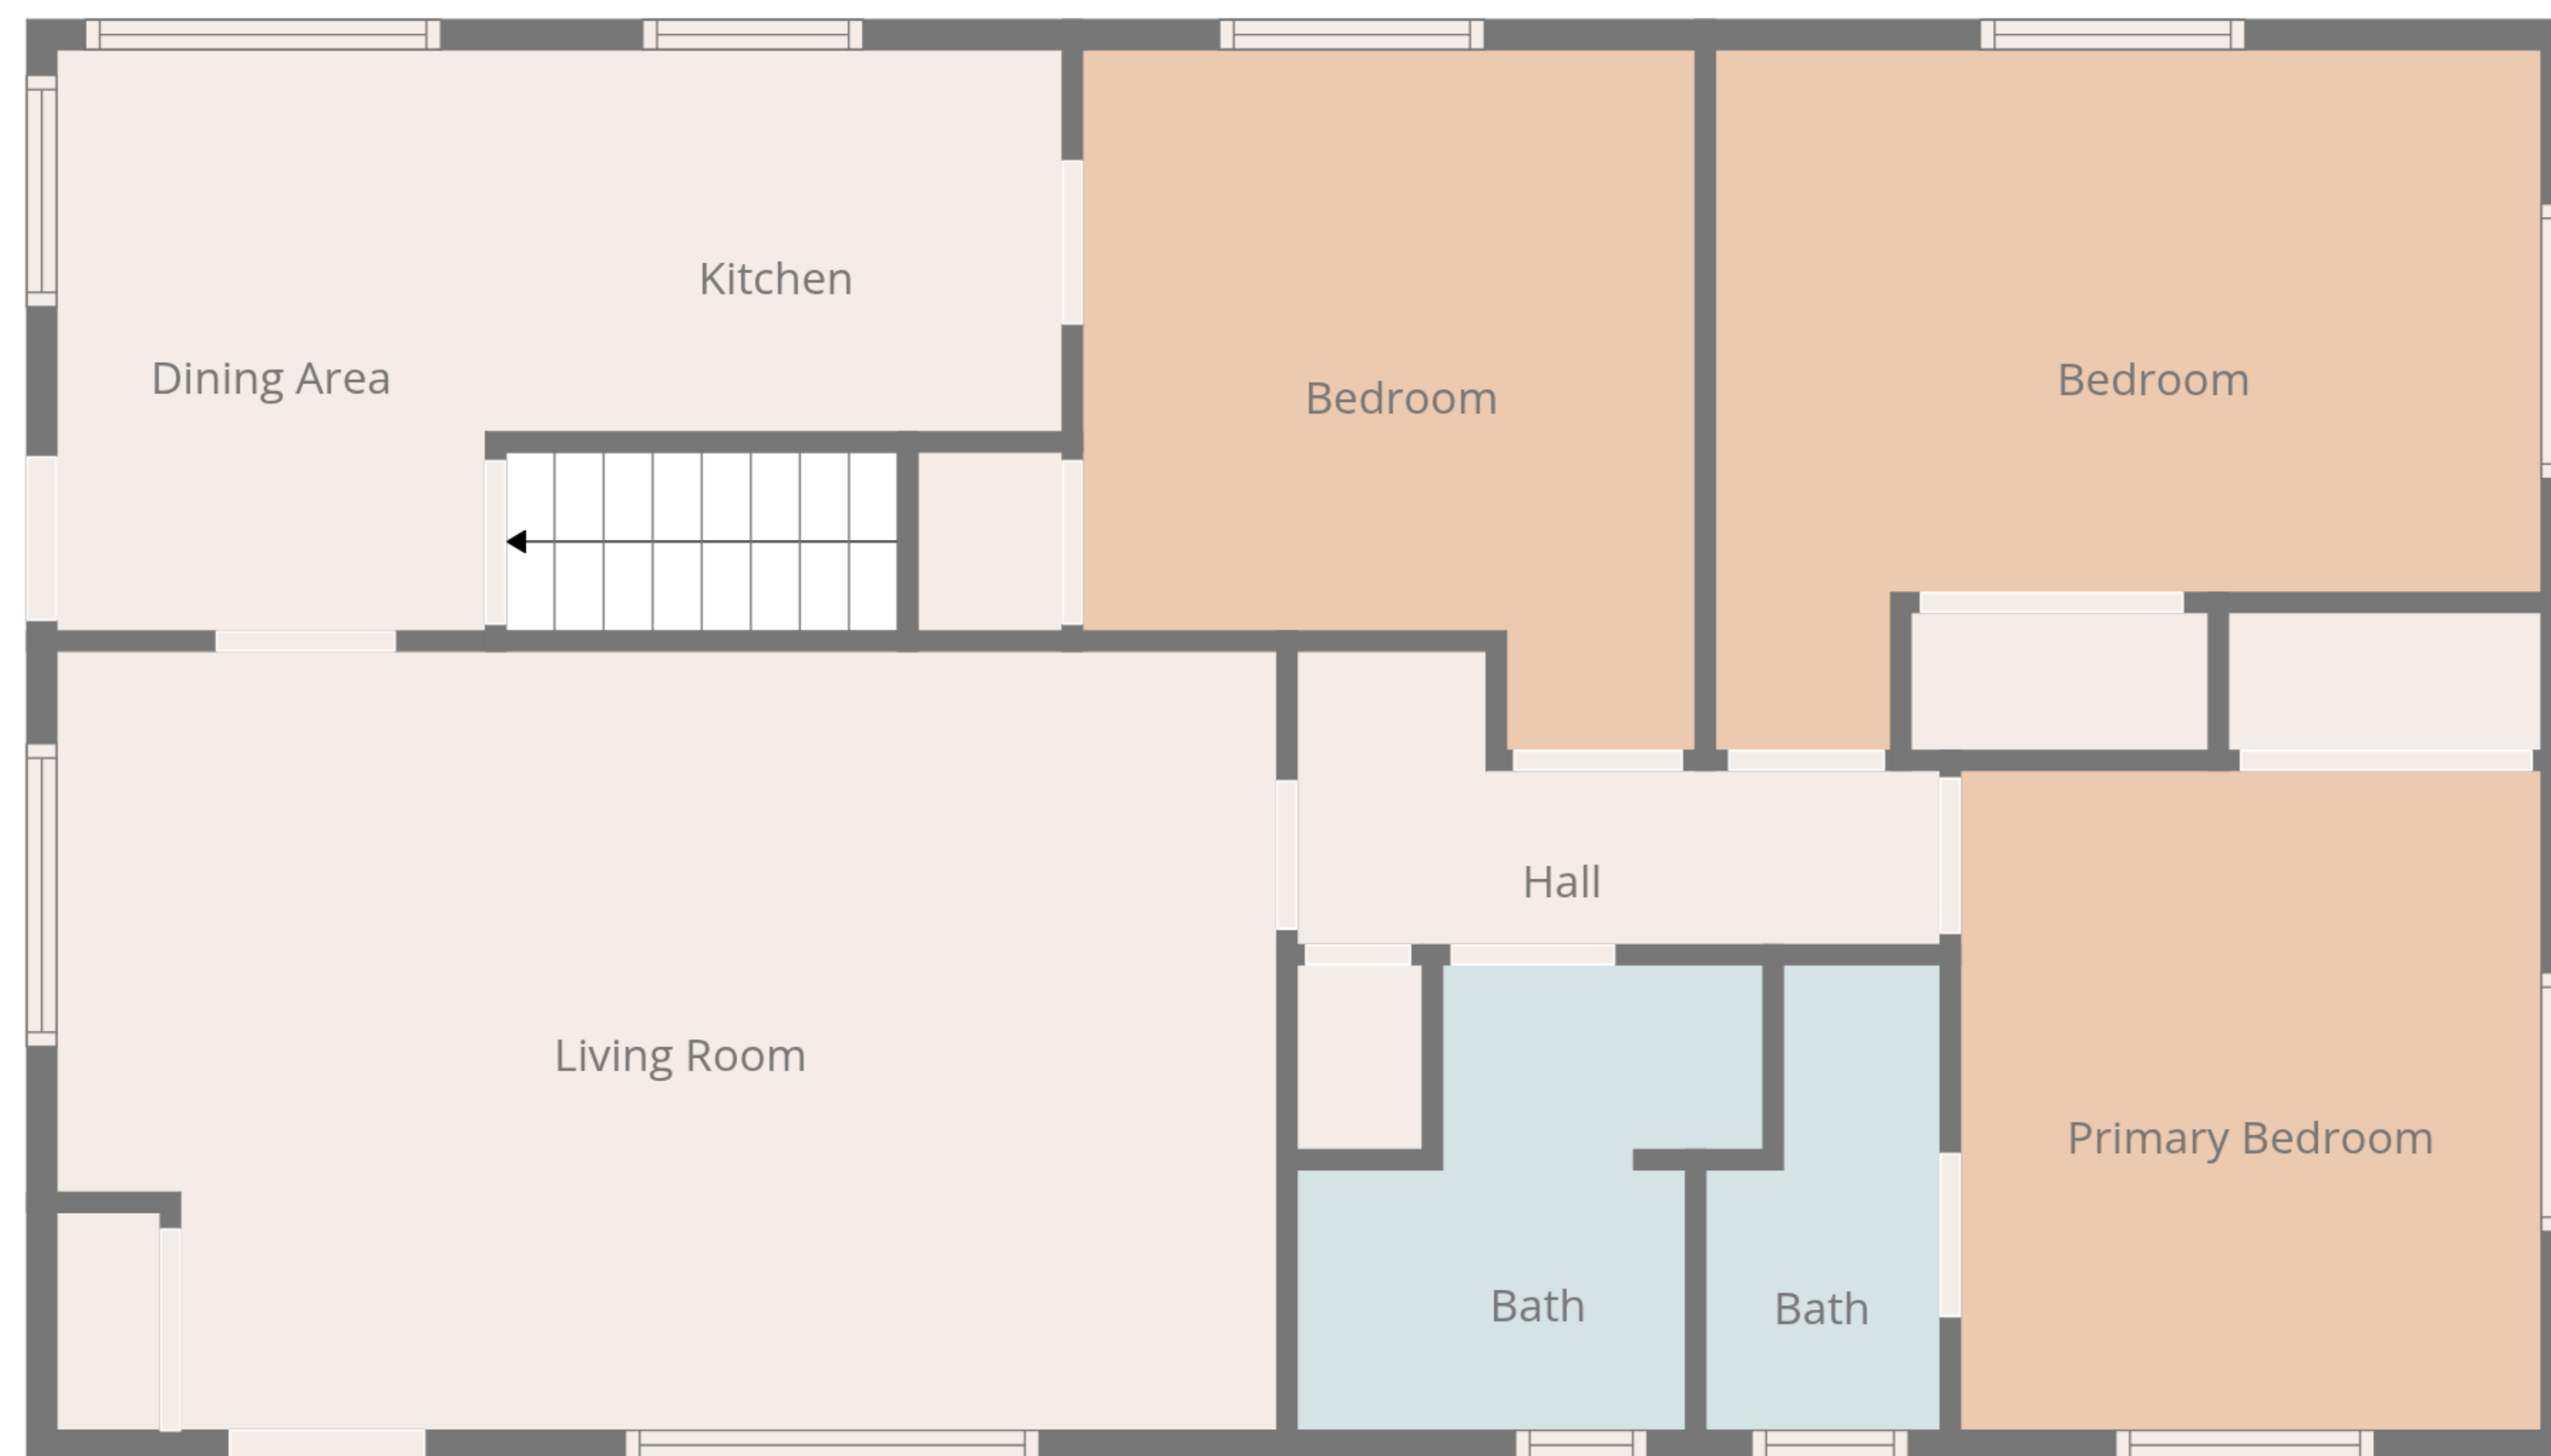 Kitchen
Dining Area
Bedroom
Bedroom
Hall
Living Room
Primary Bedroom
Bath
Bath